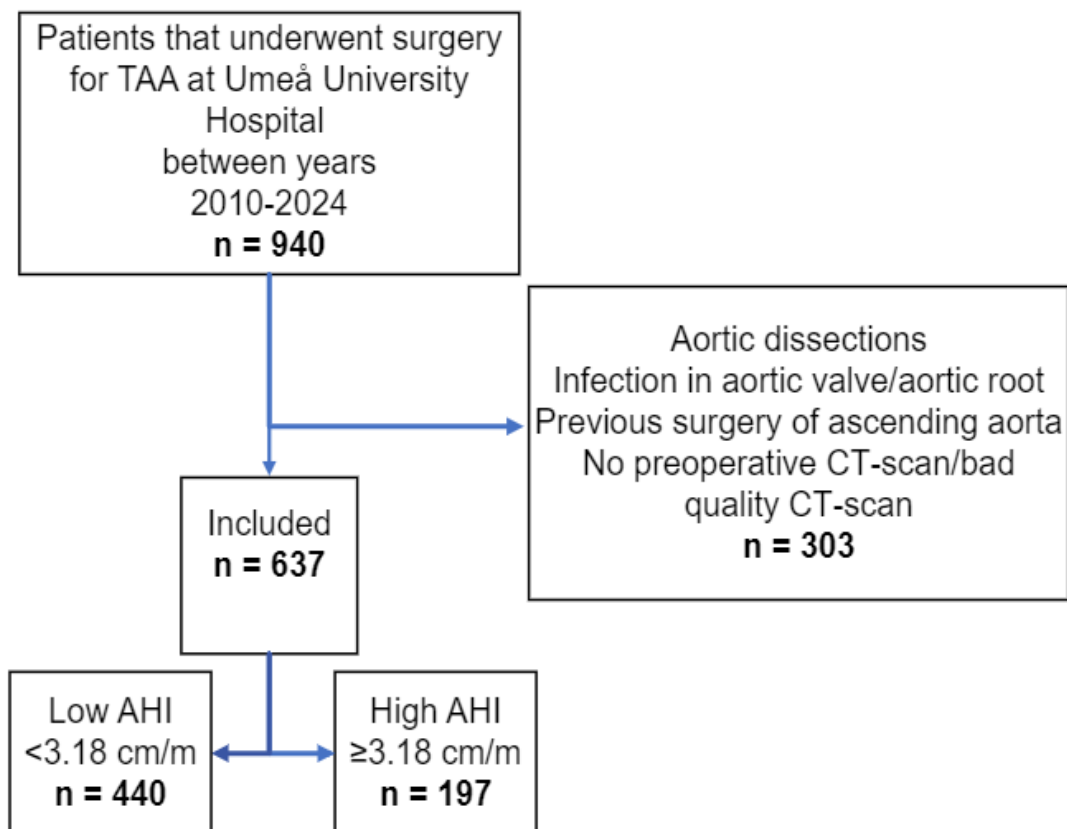 Patients that underwent surgery
for TAA at Umeå University
Hospital
between years
2010-2024
n = 940
Aortic dissections
Infection in aortic valve/aortic root
Previous surgery of ascending aorta
No preoperative CT-scan/bad
quality CT-scan
n = 303
Included
n = 637
Low AHI
<3.18 cm/m
n = 440
High AHI
≥3.18 cm/m
n = 197